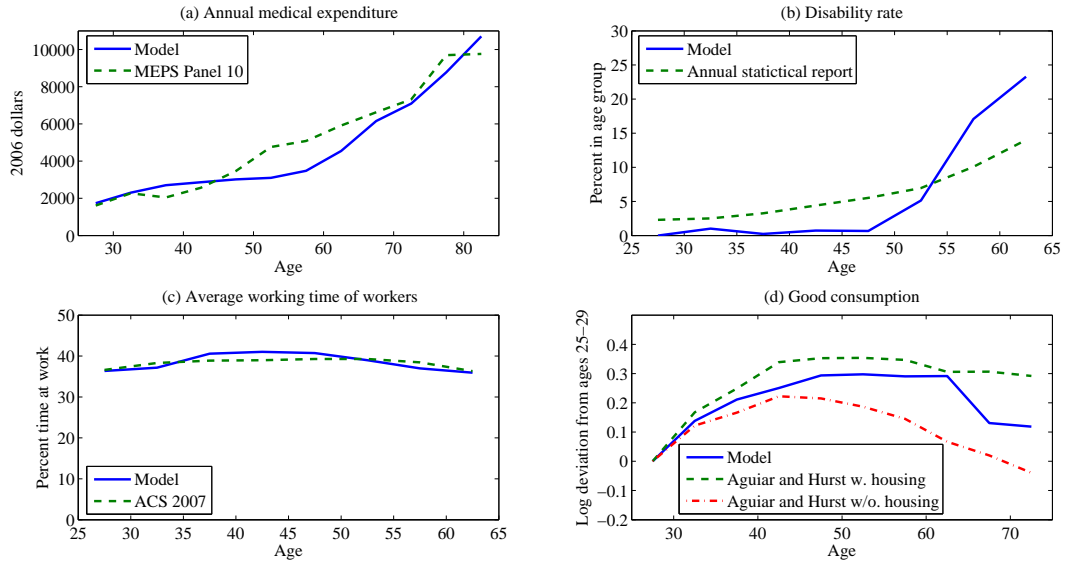 (a) Annual medical expenditure
10000
8000
6000
4000
2000
0
2006 dollars
Model
MEPS Panel 10
30 40 50 60 70 80
Age
(b) Disability rate
30
25
20
15
10
5
0
Percent in age group
Model
Annual statictical report
25 30 35 40 45 50 55 60 65
Age
(c) Average working time of workers
50
40
30
20
10
0
Percent time at work
Model
ACS 2007
25 30 35 40 45 50 55 60 65
Age
(d) Good consumption
0.4
0.3
0.2
0.1
0
−0.1
−0.2
Log deviation from ages 25−29
Model
Aguiar and Hurst w. housing
Aguiar and Hurst w/o. housing
30 40 50 60 70
Age